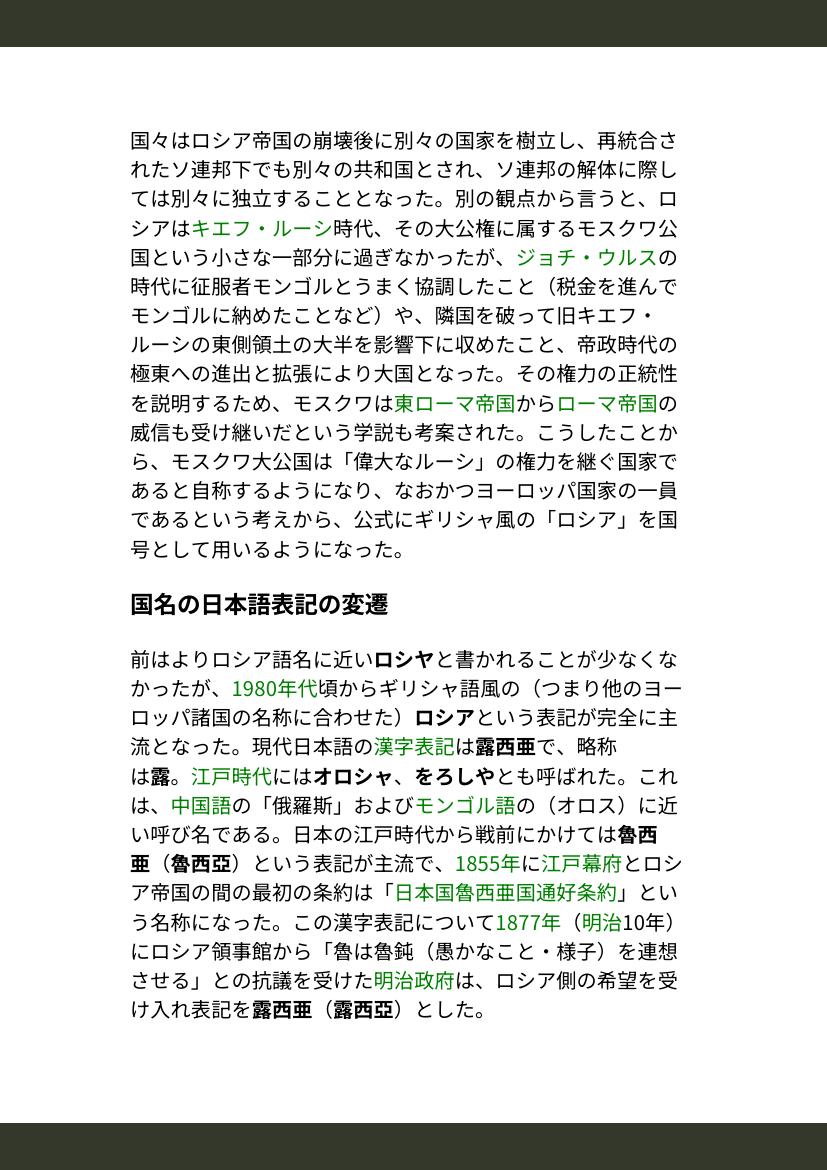 国々はロシア帝国の崩壊後に別々の国家を樹立し、再統合さ
れたソ連邦下でも別々の共和国とされ、ソ連邦の解体に際し
ては別々に独立することとなった。別の観点から言うと、ロ
シアはキエフ・ルーシ時代、その大公権に属するモスクワ公
国という小さな一部分に過ぎなかったが、ジョチ・ウルスの
時代に征服者モンゴルとうまく協調したこと（税金を進んで
モンゴルに納めたことなど）や、隣国を破って旧キエフ・
ルーシの東側領土の大半を影響下に収めたこと、帝政時代の
極東への進出と拡張により大国となった。その権力の正統性
を説明するため、モスクワは東ローマ帝国からローマ帝国の
威信も受け継いだという学説も考案された。こうしたことか
ら、モスクワ大公国は「偉大なルーシ」の権力を継ぐ国家で
あると自称するようになり、なおかつヨーロッパ国家の一員
であるという考えから、公式にギリシャ風の「ロシア」を国
号として用いるようになった。
国名の日本語表記の変遷
前はよりロシア語名に近いロシヤと書かれることが少なくな
かったが、1980年代頃からギリシャ語風の（つまり他のヨー
ロッパ諸国の名称に合わせた）ロシアという表記が完全に主
流となった。現代日本語の漢字表記は露西亜で、略称
は露。江戸時代にはオロシャ、をろしやとも呼ばれた。これ
は、中国語の「俄羅斯」およびモンゴル語の（オロス）に近
い呼び名である。日本の江戸時代から戦前にかけては魯西
亜（魯西亞）という表記が主流で、1855年に江戸幕府とロシ
ア帝国の間の最初の条約は「日本国魯西亜国通好条約」とい
う名称になった。この漢字表記について1877年（明治10年）
にロシア領事館から「魯は魯鈍（愚かなこと・様子）を連想
させる」との抗議を受けた明治政府は、ロシア側の希望を受
け入れ表記を露西亜（露西亞）とした。